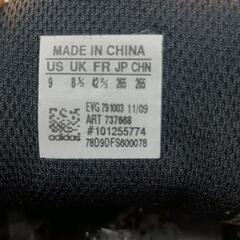 MADE IN CHINA
US UK FR JP CHN
9 8½ 42⅔ 265 265
EVG 791003 11/09
ART 737668
#101255774
adidas
78D9DFS600078